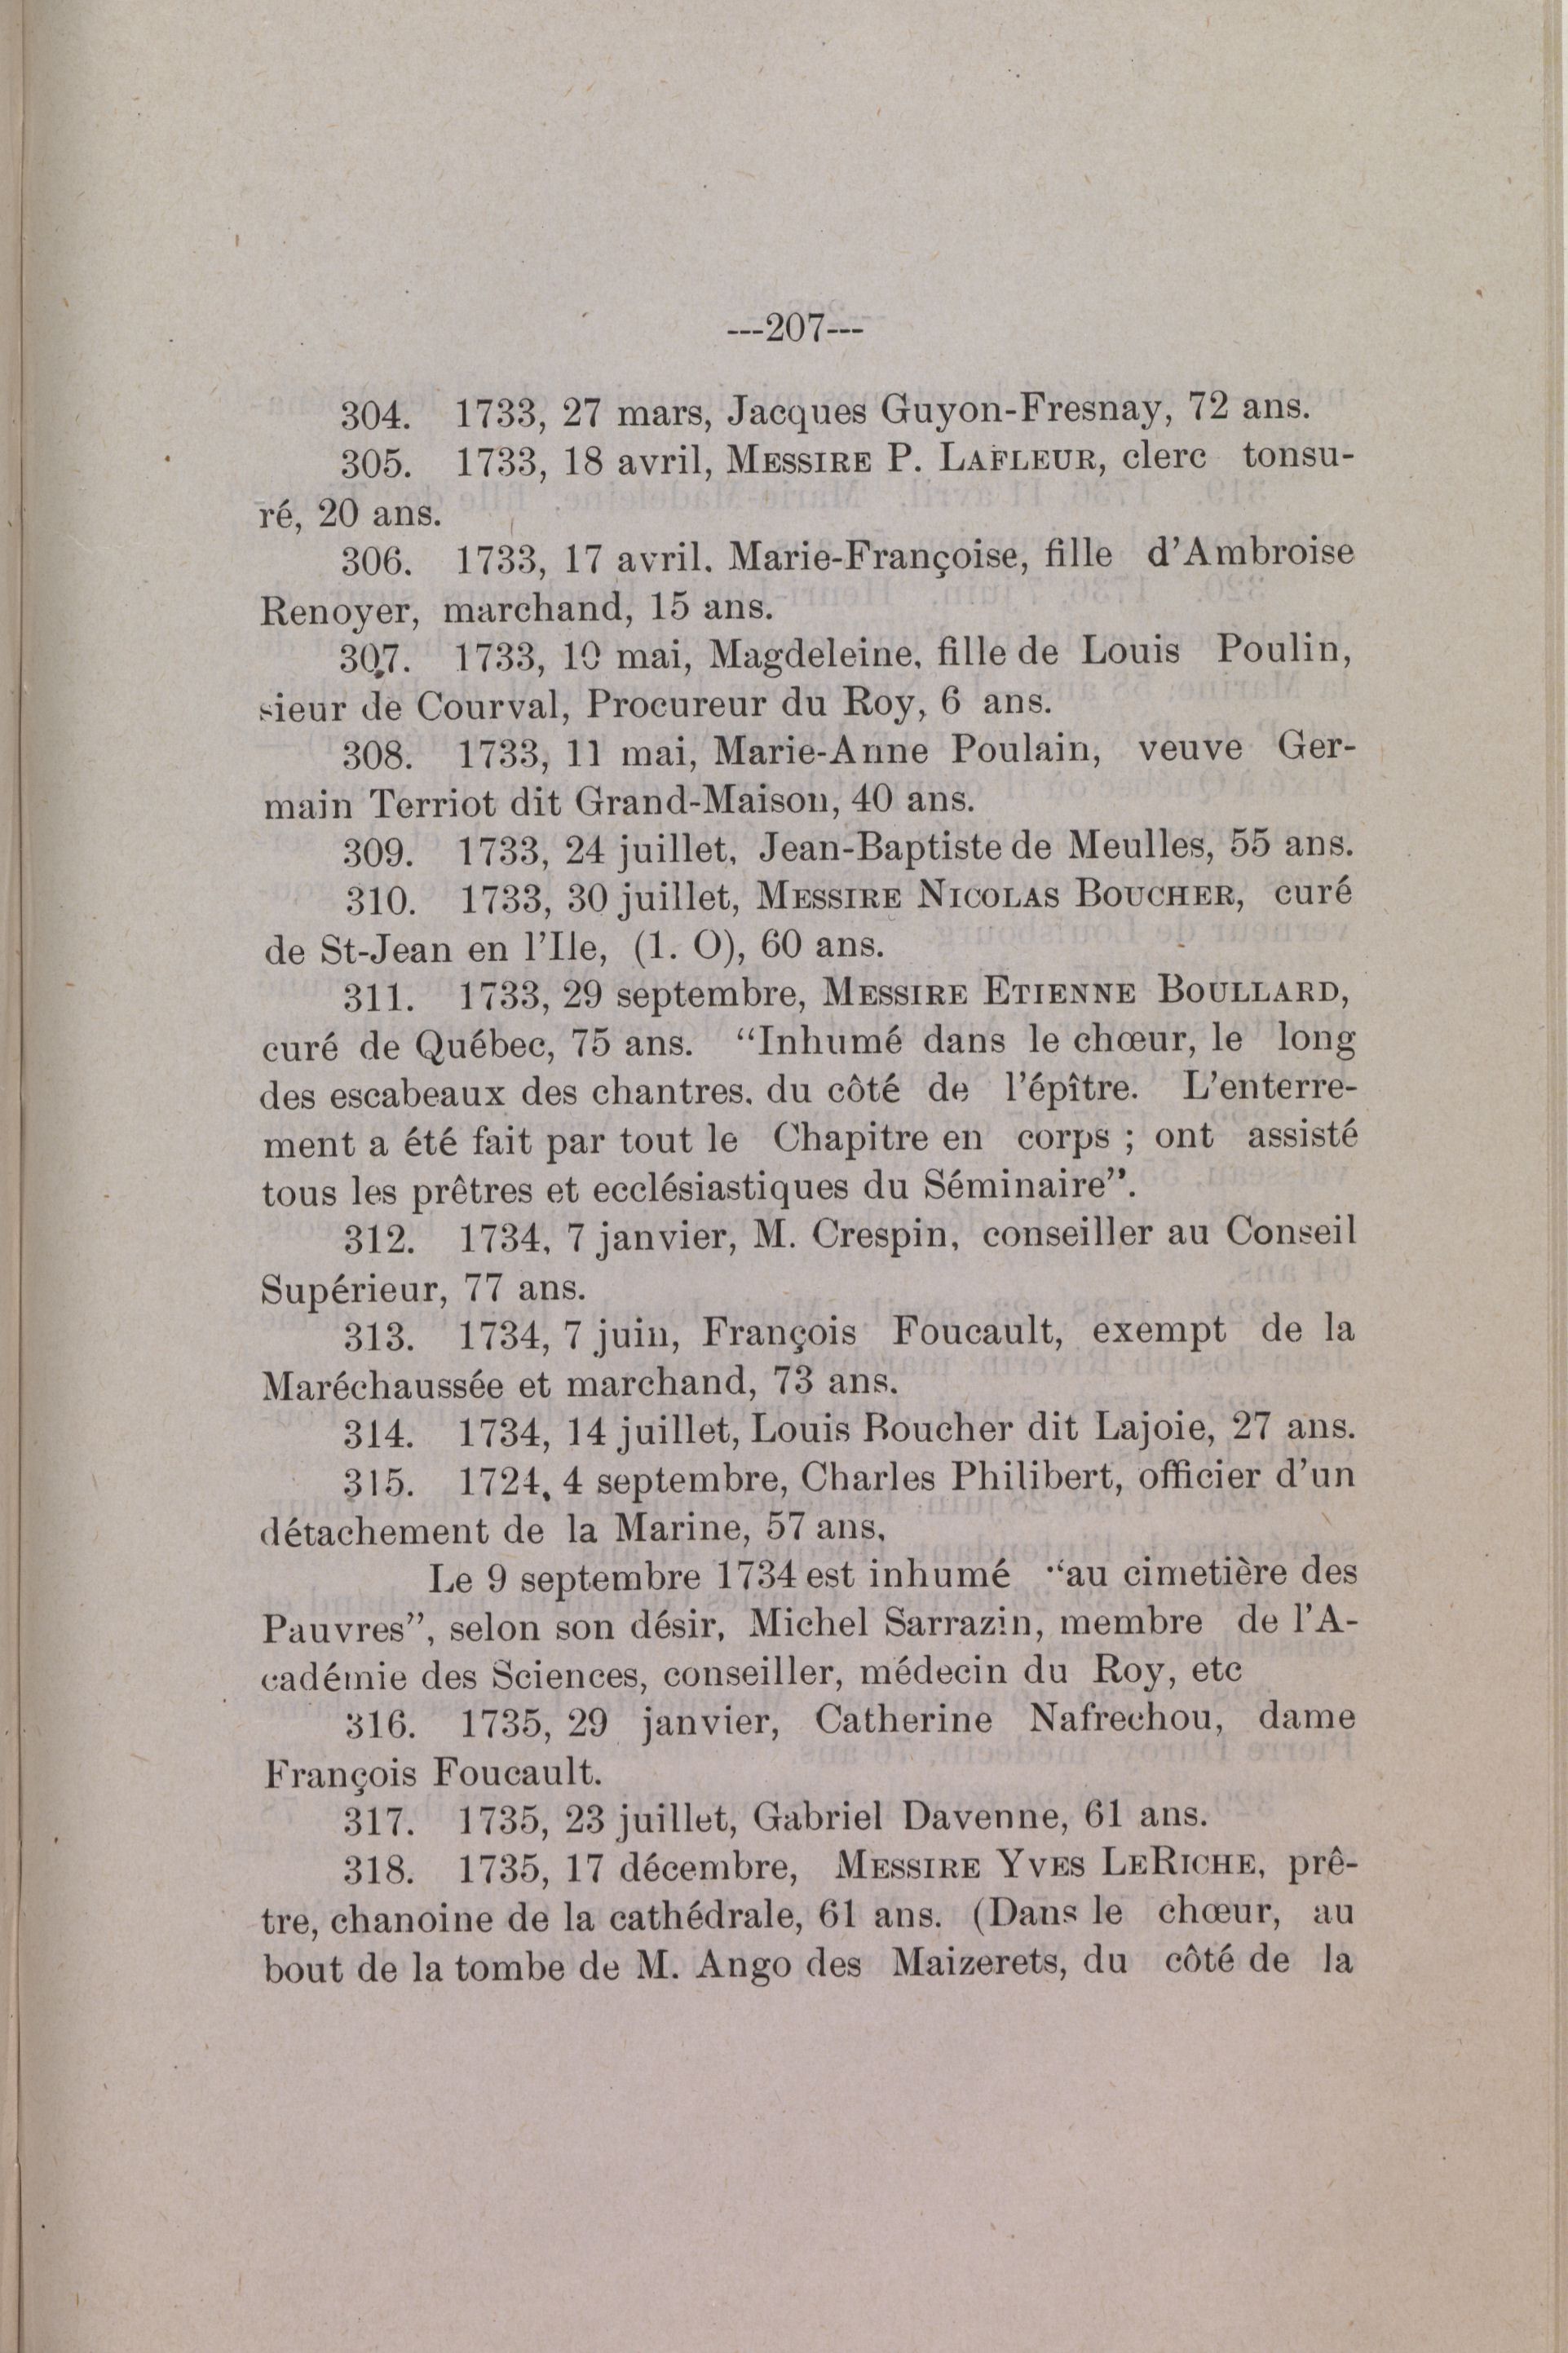 ---207---
304. 1733, 27 mars, Jacques Guyon-Fresnay, 72 ans.
305. 1733, 18 avril, MESSIRE P. LAFLEUR, clerc tonsu-
ré, 20 ans.
306. 1733, 17 avril. Marie-Françoise, fille d'Ambroise
Renoyer, marchand, 15 ans.
307. 1733, 10 mai, Magdeleine, fille de Louis Poulin,
sieur de Courval, Procureur du Roy, 6 ans.
308. 1733, 11 mai, Marie-Anne Poulain, veuve Ger-
main Terriot dit Grand-Maison, 40 ans.
309. 1733, 24 juillet, Jean-Baptiste de Meulles, 55 ans.
310. 1733, 30 juillet, MESSIRE NICOLAS BOUCHER, curé
de St-Jean en l'Ile, (1. O), 60 ans.
311. 1733, 29 septembre, MESSIRE ETIENNE BOULLARD,
curé de Québec, 75 ans. “Inhumé dans le chœur, le long
des escabeaux des chantres, du côté de l'épître. L'enterre-
ment a été fait par tout le Chapitre en corps ; ont assisté
tous les prêtres et ecclésiastiques du Séminaire”.
312. 1734, 7 janvier, M. Crespin, conseiller au Conseil
Supérieur, 77 ans.
313. 1734, 7 juin, François Foucault, exempt de la
Maréchaussée et marchand, 73 ans.
314. 1734, 14 juillet, Louis Boucher dit Lajoie, 27 ans.
315. 1724, 4 septembre, Charles Philibert, officier d'un
détachement de la Marine, 57 ans,
Le 9 septembre 1734 est inhumé “au cimetière des
Pauvres”, selon son désir, Michel Sarrazin, membre de l'A-
cadémie des Sciences, conseiller, médecin du Roy, etc
316. 1735, 29 janvier, Catherine Nafrechou, dame
François Foucault.
317. 1735, 23 juillet, Gabriel Davenne, 61 ans.
318. 1735, 17 décembre, MESSIRE YVES LERICHE, prê-
tre, chanoine de la cathédrale, 61 ans. (Dans le chœur, au
bout de la tombe de M. Ango des Maizerets, du côté de la